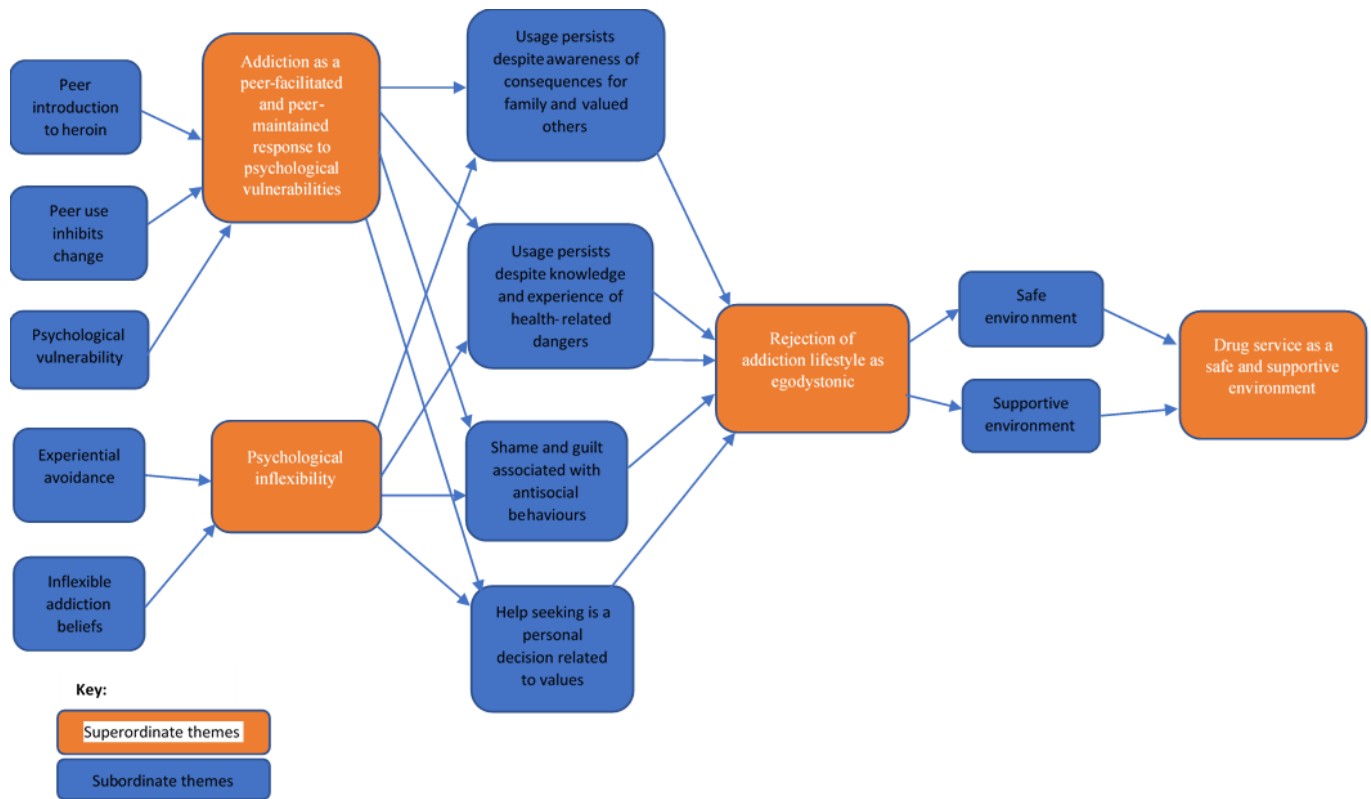 Peer
introduction
to heroin
Peer use
inhibits
change
Psychological
vulnerability
Experiential
avoidance
Inflexible
addiction
beliefs
Addiction as a
peer-facilitated
and peer-
maintained
response to
psychological
vulnerabilities
Psychological
inflexibility
Usage persists
despite awareness of
consequences for
family and valued
others
Usage persists
despite knowledge
and experience of
health-related
dangers
Shame and guilt
associated with
antisocial
behaviours
Help seeking is a
personal
decision related
to values
Rejection of
addiction lifestyle as
egodystonic
Safe
environment
Supportive
environment
Drug service as a
safe and supportive
environment
Key:
Superordinate themes
Subordinate themes